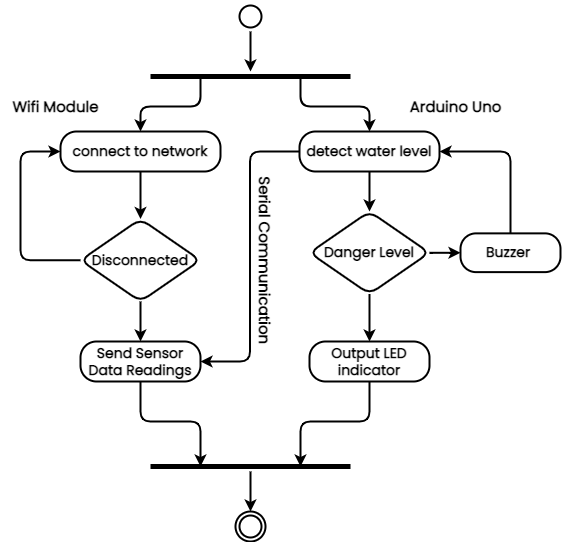 Wifi Module
Arduino Uno
connect to network
detect water level
Serial Communication
Disconnected
Danger Level
Buzzer
Send Sensor
Data Readings
Output LED
indicator